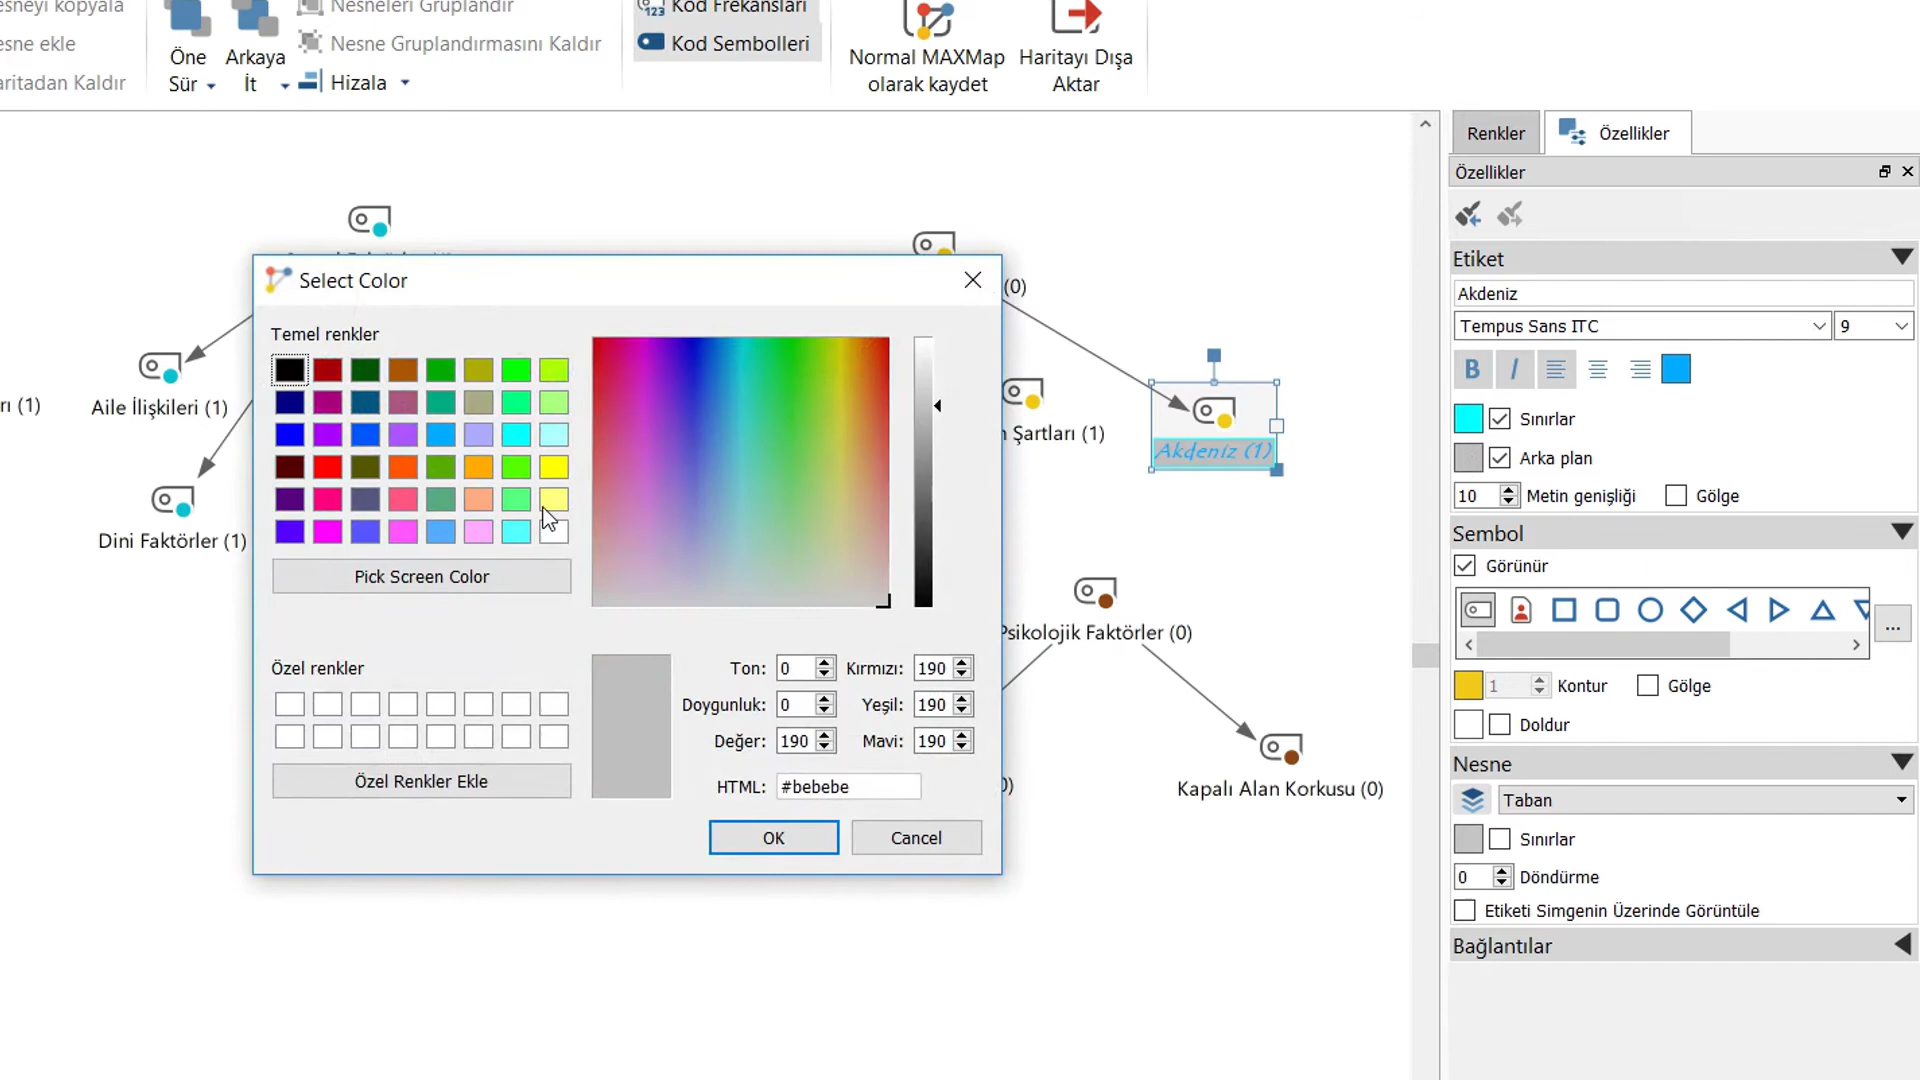 esneyi kopyala
esne ekle
aritadan Kaldır
Öne
Sür
Arkaya
İt
Nesneleri Gruplandır
Nesne Gruplandırmasını Kaldır
Hizala
Kod Frekansları
Kod Sembolleri
Normal MAXMap
olarak kaydet
Haritayı Dışa
Aktar
Renkler
Özellikler
Özellikler
Etiket
Akdeniz
Tempus Sans ITC
9
B I
Sınırlar
Arka plan
10 Metin genişliği
Gölge
Sembol
Görünür
...
1 Kontur
Gölge
Doldur
Nesne
Taban
Sınırlar
0 Döndürme
Etiketi Simgenin Üzerinde Görüntüle
Bağlantılar
(0)
rı (1)
Aile İlişkileri (1)
Dini Faktörler (1)
n Şartları (1)
Akdeniz (1)
Psikolojik Faktörler (0)
Kapalı Alan Korkusu (0)
Select Color
Temel renkler
Pick Screen Color
Özel renkler
Özel Renkler Ekle
Ton: 0 Kırmızı: 190
Doygunluk: 0 Yeşil: 190
Değer: 190 Mavi: 190
HTML: #bebebe
OK
Cancel